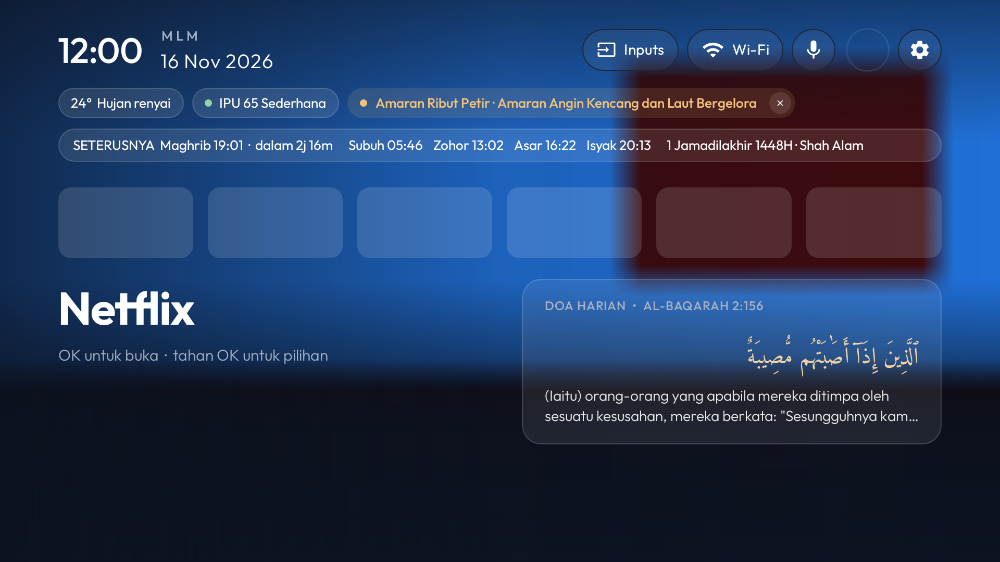 12:00
MLM
16 Nov 2026
Inputs
Wi-Fi
24° Hujan renyai
IPU 65 Sederhana
Amaran Ribut Petir · Amaran Angin Kencang dan Laut Bergelora
SETERUSNYA Maghrib 19:01 · dalam 2j 16m Subuh 05:46 Zohor 13:02 Asar 16:22 Isyak 20:13 1 Jamadilakhir 1448H · Shah Alam
Netflix
OK untuk buka · tahan OK untuk pilihan
DOA HARIAN • AL-BAQARAH 2:156
ٱلَّذِينَ إِذَآ أَصَٰبَتْهُم مُّصِيبَةٌ
(Iaitu) orang-orang yang apabila mereka ditimpa oleh
sesuatu kesusahan, mereka berkata: "Sesungguhnya kam...